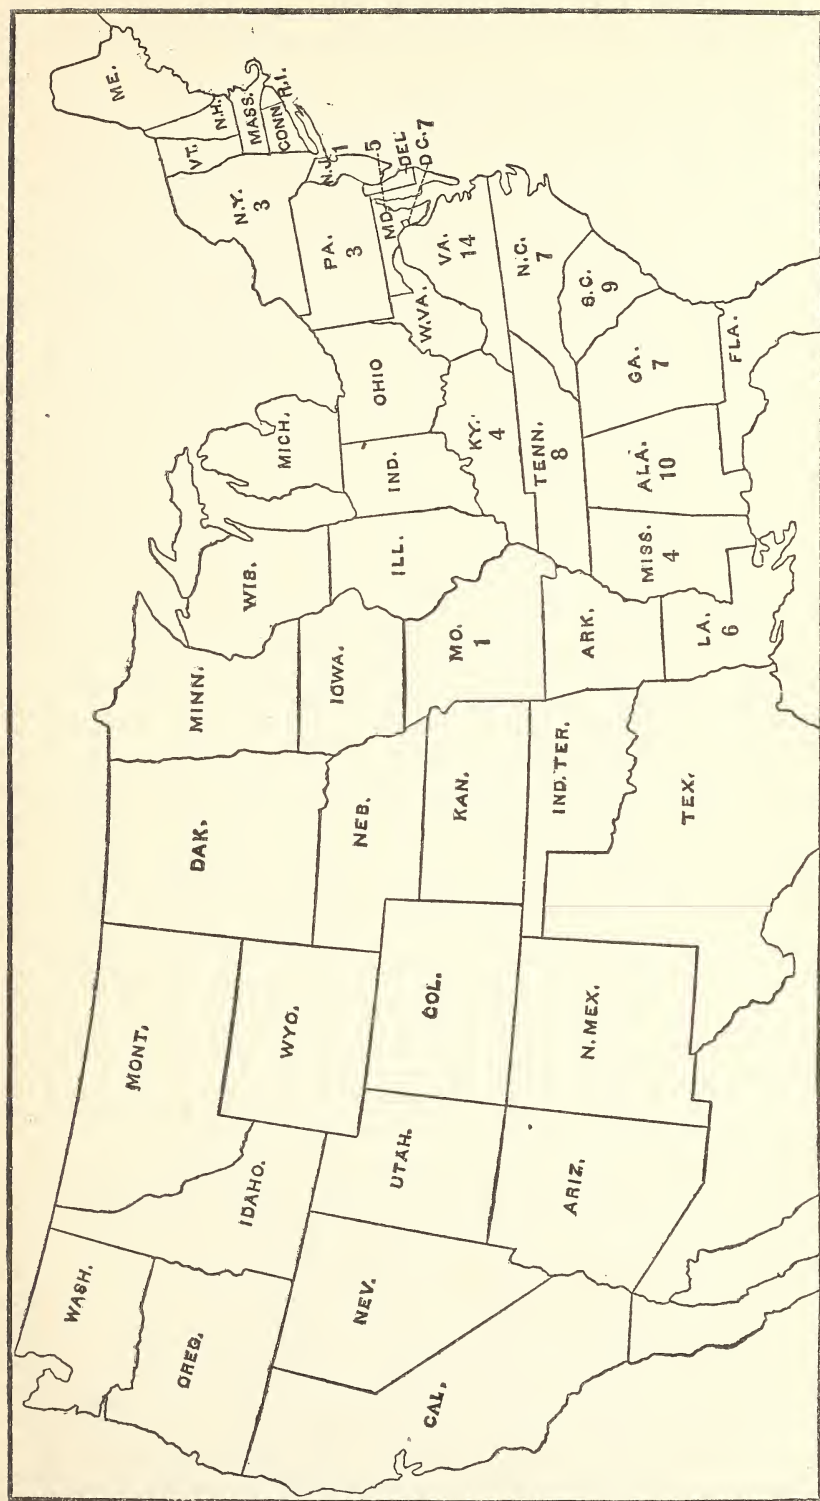 WASH.
OREG.
CAL.
NEV.
IDAHO.
MONT.
WYO.
UTAH.
COL.
ARIZ.
N.MEX.
DAK.
NEB.
KAN.
IND.TER.
TEX.
MINN.
IOWA.
MO.
1
ARK.
LA.
6
WIS.
ILL.
MICH.
IND.
OHIO
KY.
4
TENN.
8
MISS.
4
ALA.
10
GA.
7
FLA.
S.C.
9
N.C.
7
VA.
14
W.VA.
MD.
5
DEL
D.C.7
PA.
3
N.J.
1
N.Y.
3
CONN
R.I.
MASS.
VT.
N.H.
ME.